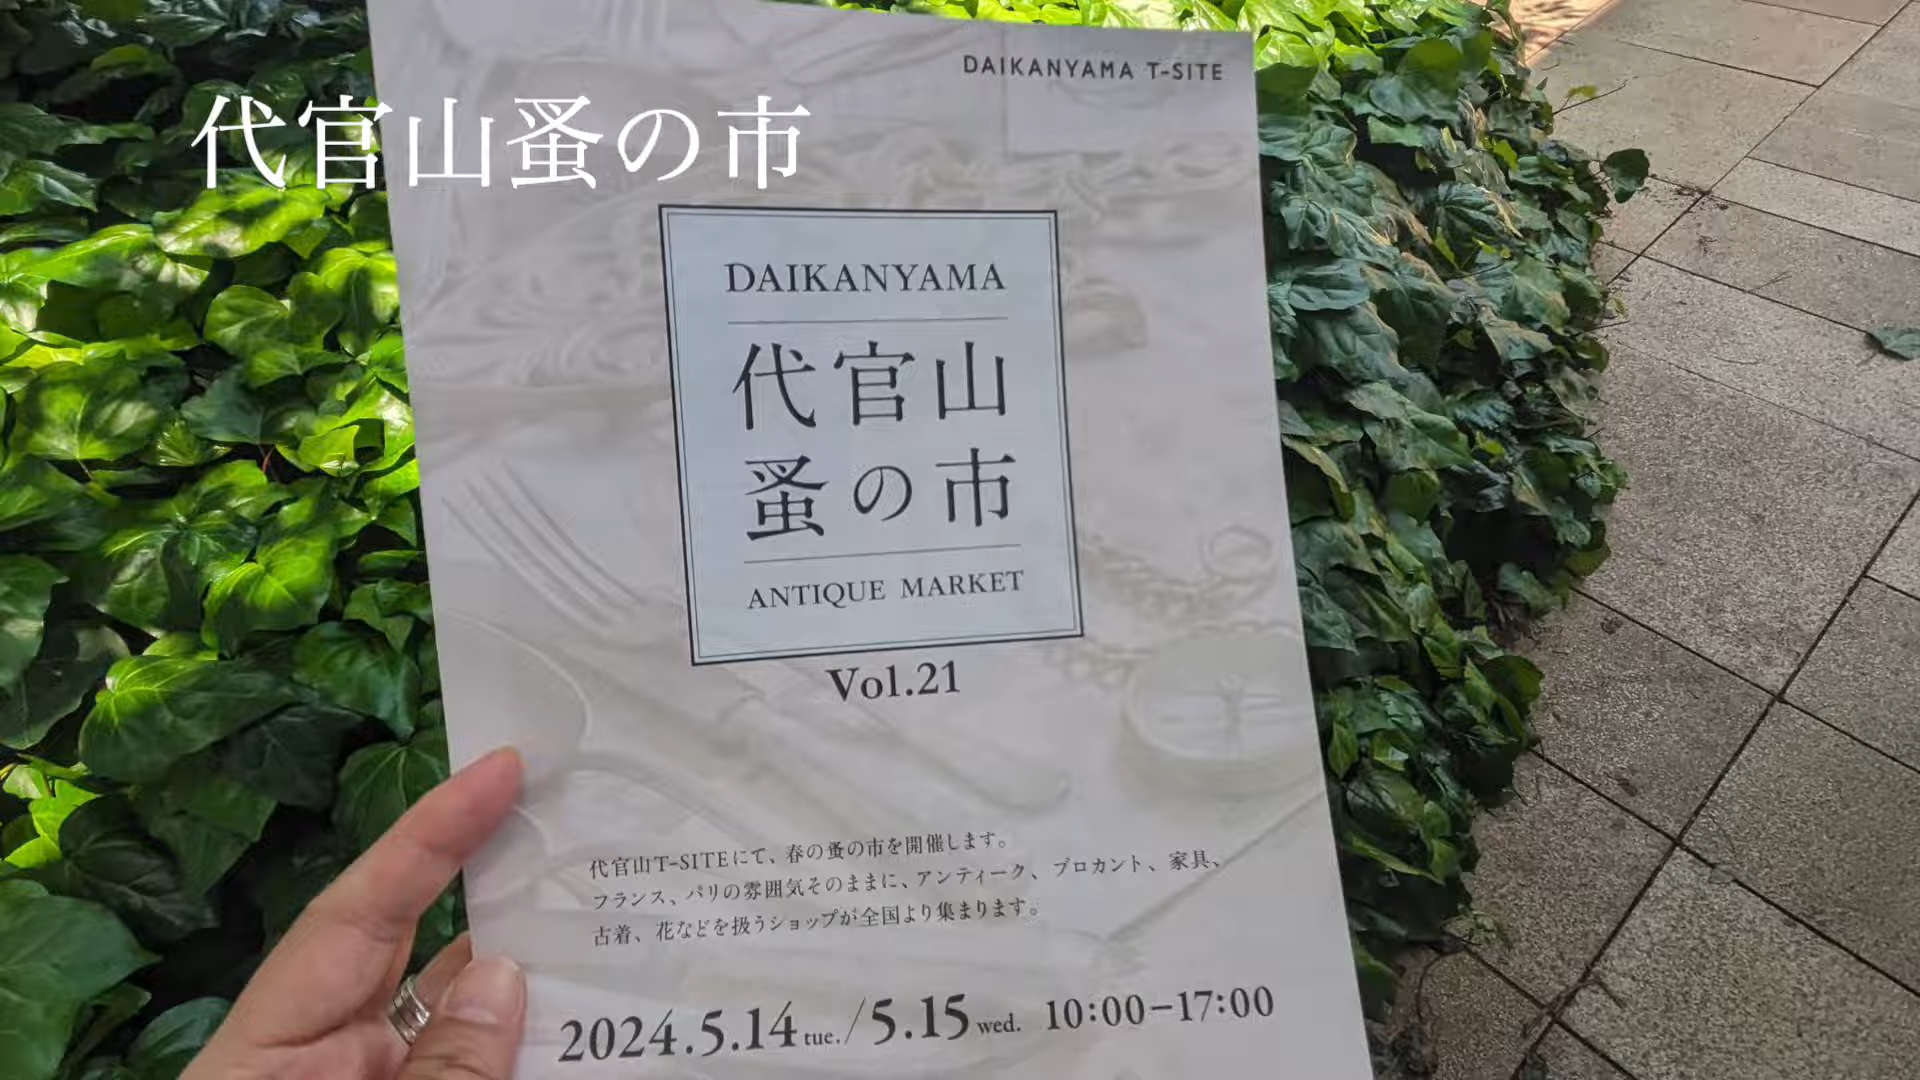 DAIKANYAMA T-SITE
代官山蚤の市
DAIKANYAMA
代官山
蚤の市
ANTIQUE MARKET
Vol.21
代官山T-SITEにて、春の蚤の市を開催します。
フランス、パリの雰囲気そのままに、アンティーク、ブロカント、家具、
古着、花などを扱うショップが全国より集まります。
2024.5.14 tue./5.15 wed. 10:00-17:00